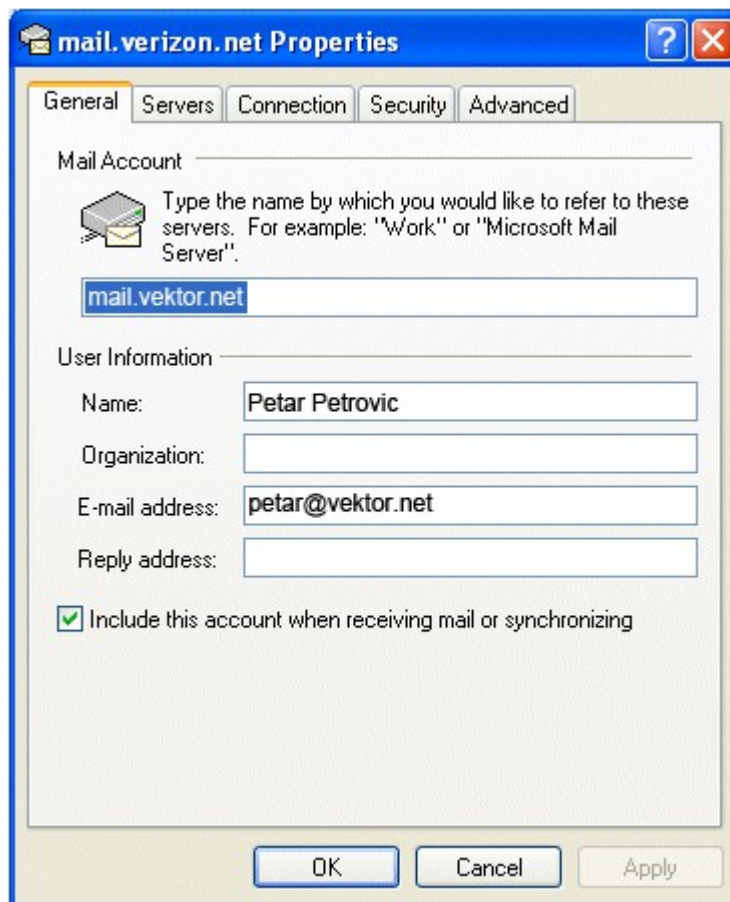 mail.verizon.net Properties
General Servers Connection Security Advanced
Mail Account
Type the name by which you would like to refer to these
servers. For example: "Work" or "Microsoft Mail
Server".
mail.vektor.net
User Information
Name: Petar Petrovic
Organization:
E-mail address: petar@vektor.net
Reply address:
Include this account when receiving mail or synchronizing
OK Cancel Apply